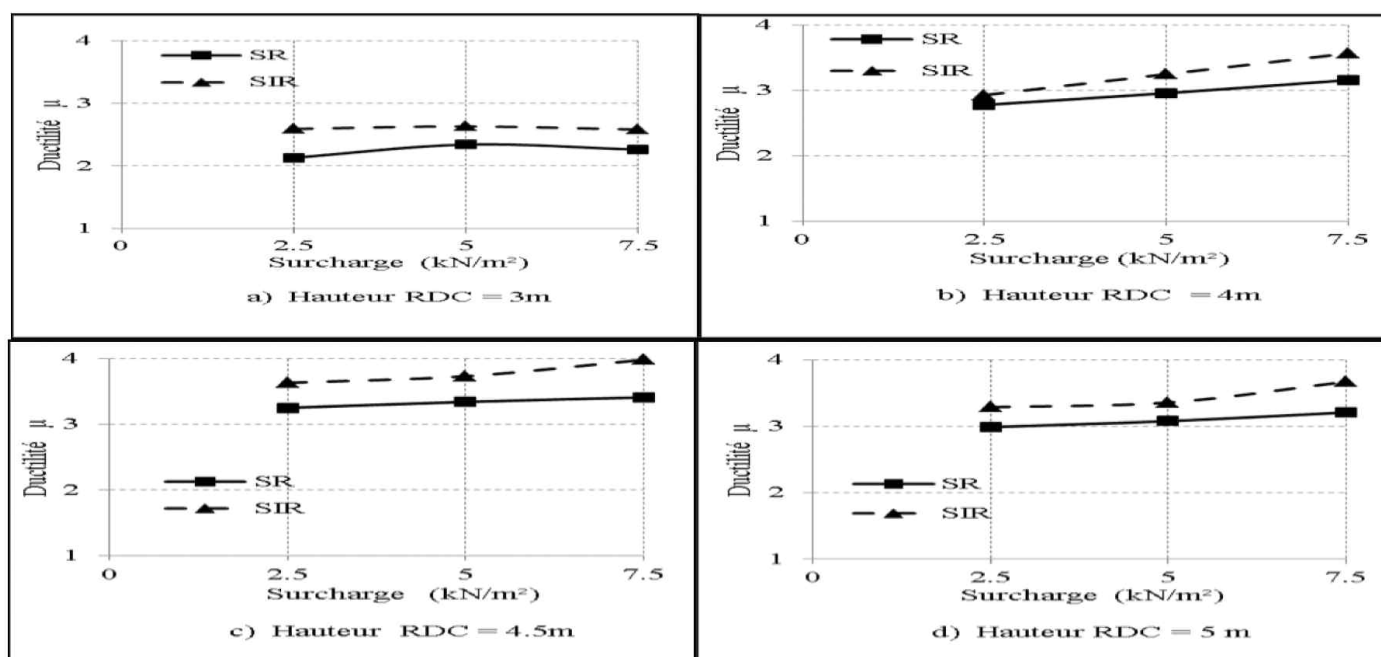 4
SR
SIR
3
Ductilité μ
2
1
0
2.5
5
7.5
Surcharge (kN/m²)
a) Hauteur RDC = 3m
4
SR
SIR
3
Ductilité μ
2
1
0
2.5
5
7.5
Surcharge (kN/m²)
b) Hauteur RDC = 4m
4
3
Ductilité μ
SR
2
SIR
1
0
2.5
5
7.5
Surcharge (kN/m²)
c) Hauteur RDC = 4.5m
4
3
Ductilité μ
SR
2
SIR
1
0
2.5
5
7.5
Surcharge (kN/m²)
d) Hauteur RDC = 5 m